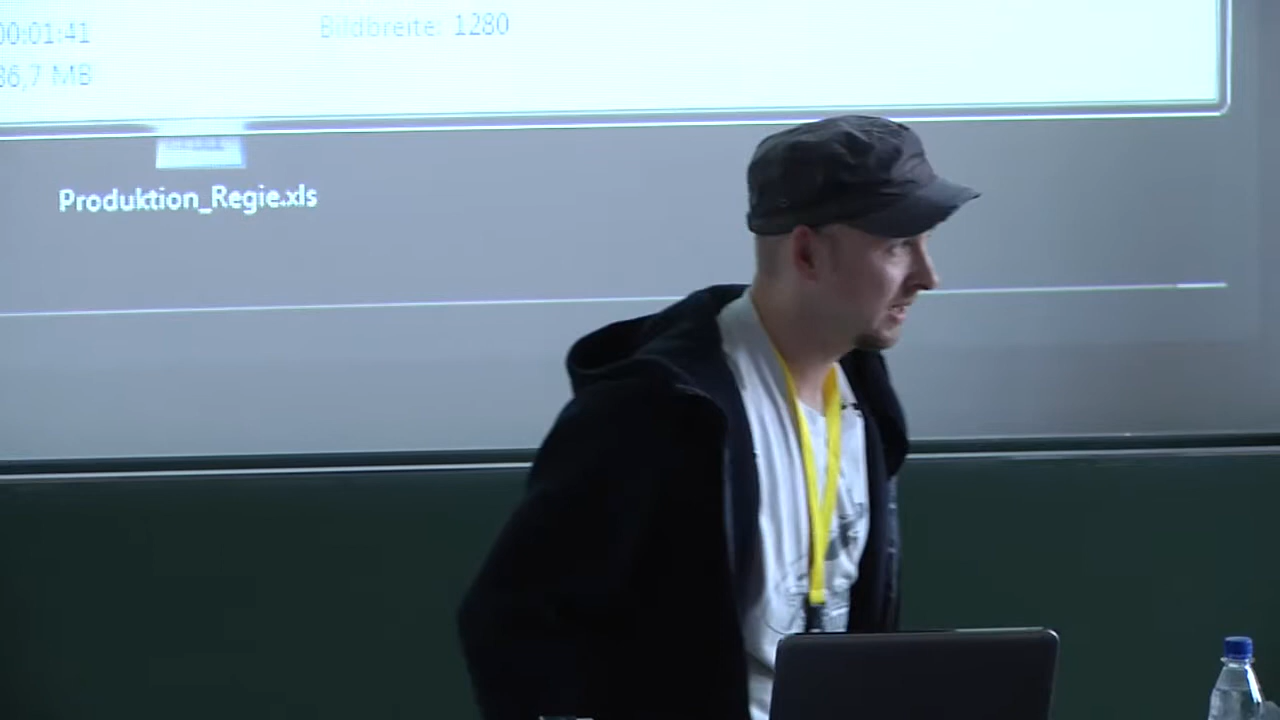 00:01:41
Bildbreite: 1280
86,7 MB
Produktion_Regie.xls